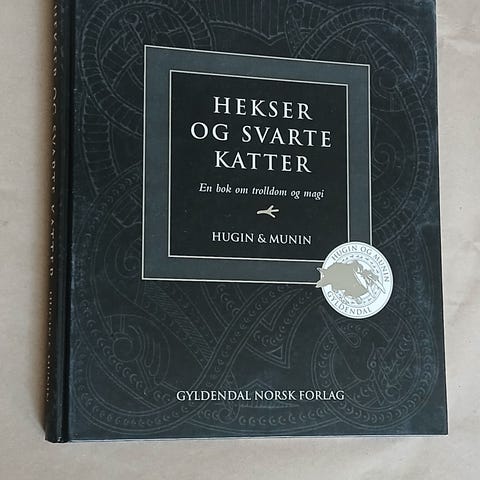 HEKSER
OG SVARTE
KATTER
En bok om trolldom og magi
HUGIN & MUNIN
HUGIN OG MUNIN
GYLDENDAL
GYLDENDAL NORSK FORLAG
HEKSER OG SVARTE KATTER